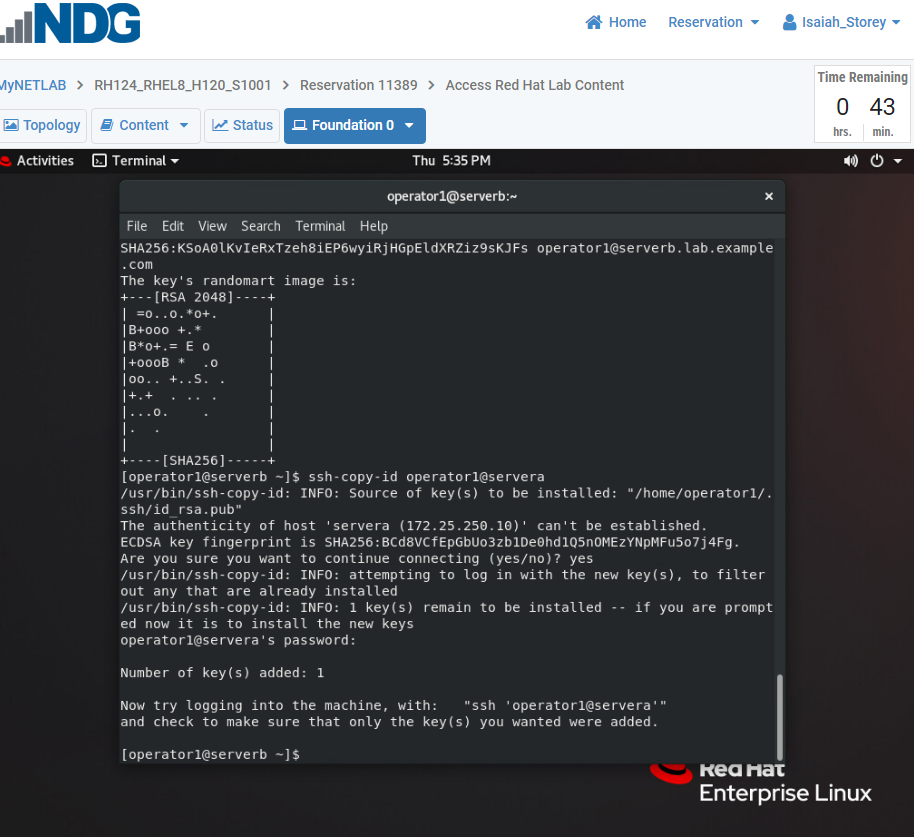 NDG
Home Reservation Isaiah_Storey
MyNETLAB > RH124_RHEL8_H120_S1001 > Reservation 11389 > Access Red Hat Lab Content
Time Remaining
0 43
hrs. min.
Topology Content Status Foundation 0
Activities Terminal Thu 5:35 PM
operator1@serverb:~ ×
File Edit View Search Terminal Help
SHA256:KSoA0lKvIeRxTzeh8iEP6wyiRjHGpEldXRZiz9sKJFs operator1@serverb.lab.example
.com
The key's randomart image is:
+---[RSA 2048]----+
| =o..o.*o+.      |
|B+ooo +.*        |
|B*o+.= E o       |
|+oooB *  .o      |
|oo.. +..S. .     |
|+.+  . .. .      |
|...o.    .       |
|.  .             |
|                 |
+----[SHA256]-----+
[operator1@serverb ~]$ ssh-copy-id operator1@servera
/usr/bin/ssh-copy-id: INFO: Source of key(s) to be installed: "/home/operator1/.
ssh/id_rsa.pub"
The authenticity of host 'servera (172.25.250.10)' can't be established.
ECDSA key fingerprint is SHA256:BCd8VCfEpGbUo3zb1De0hd1Q5nOMEzYNpMFu5o7j4Fg.
Are you sure you want to continue connecting (yes/no)? yes
/usr/bin/ssh-copy-id: INFO: attempting to log in with the new key(s), to filter
out any that are already installed
/usr/bin/ssh-copy-id: INFO: 1 key(s) remain to be installed -- if you are prompt
ed now it is to install the new keys
operator1@servera's password:
Number of key(s) added: 1
Now try logging into the machine, with:   "ssh 'operator1@servera'"
and check to make sure that only the key(s) you wanted were added.
[operator1@serverb ~]$
Red Hat
Enterprise Linux